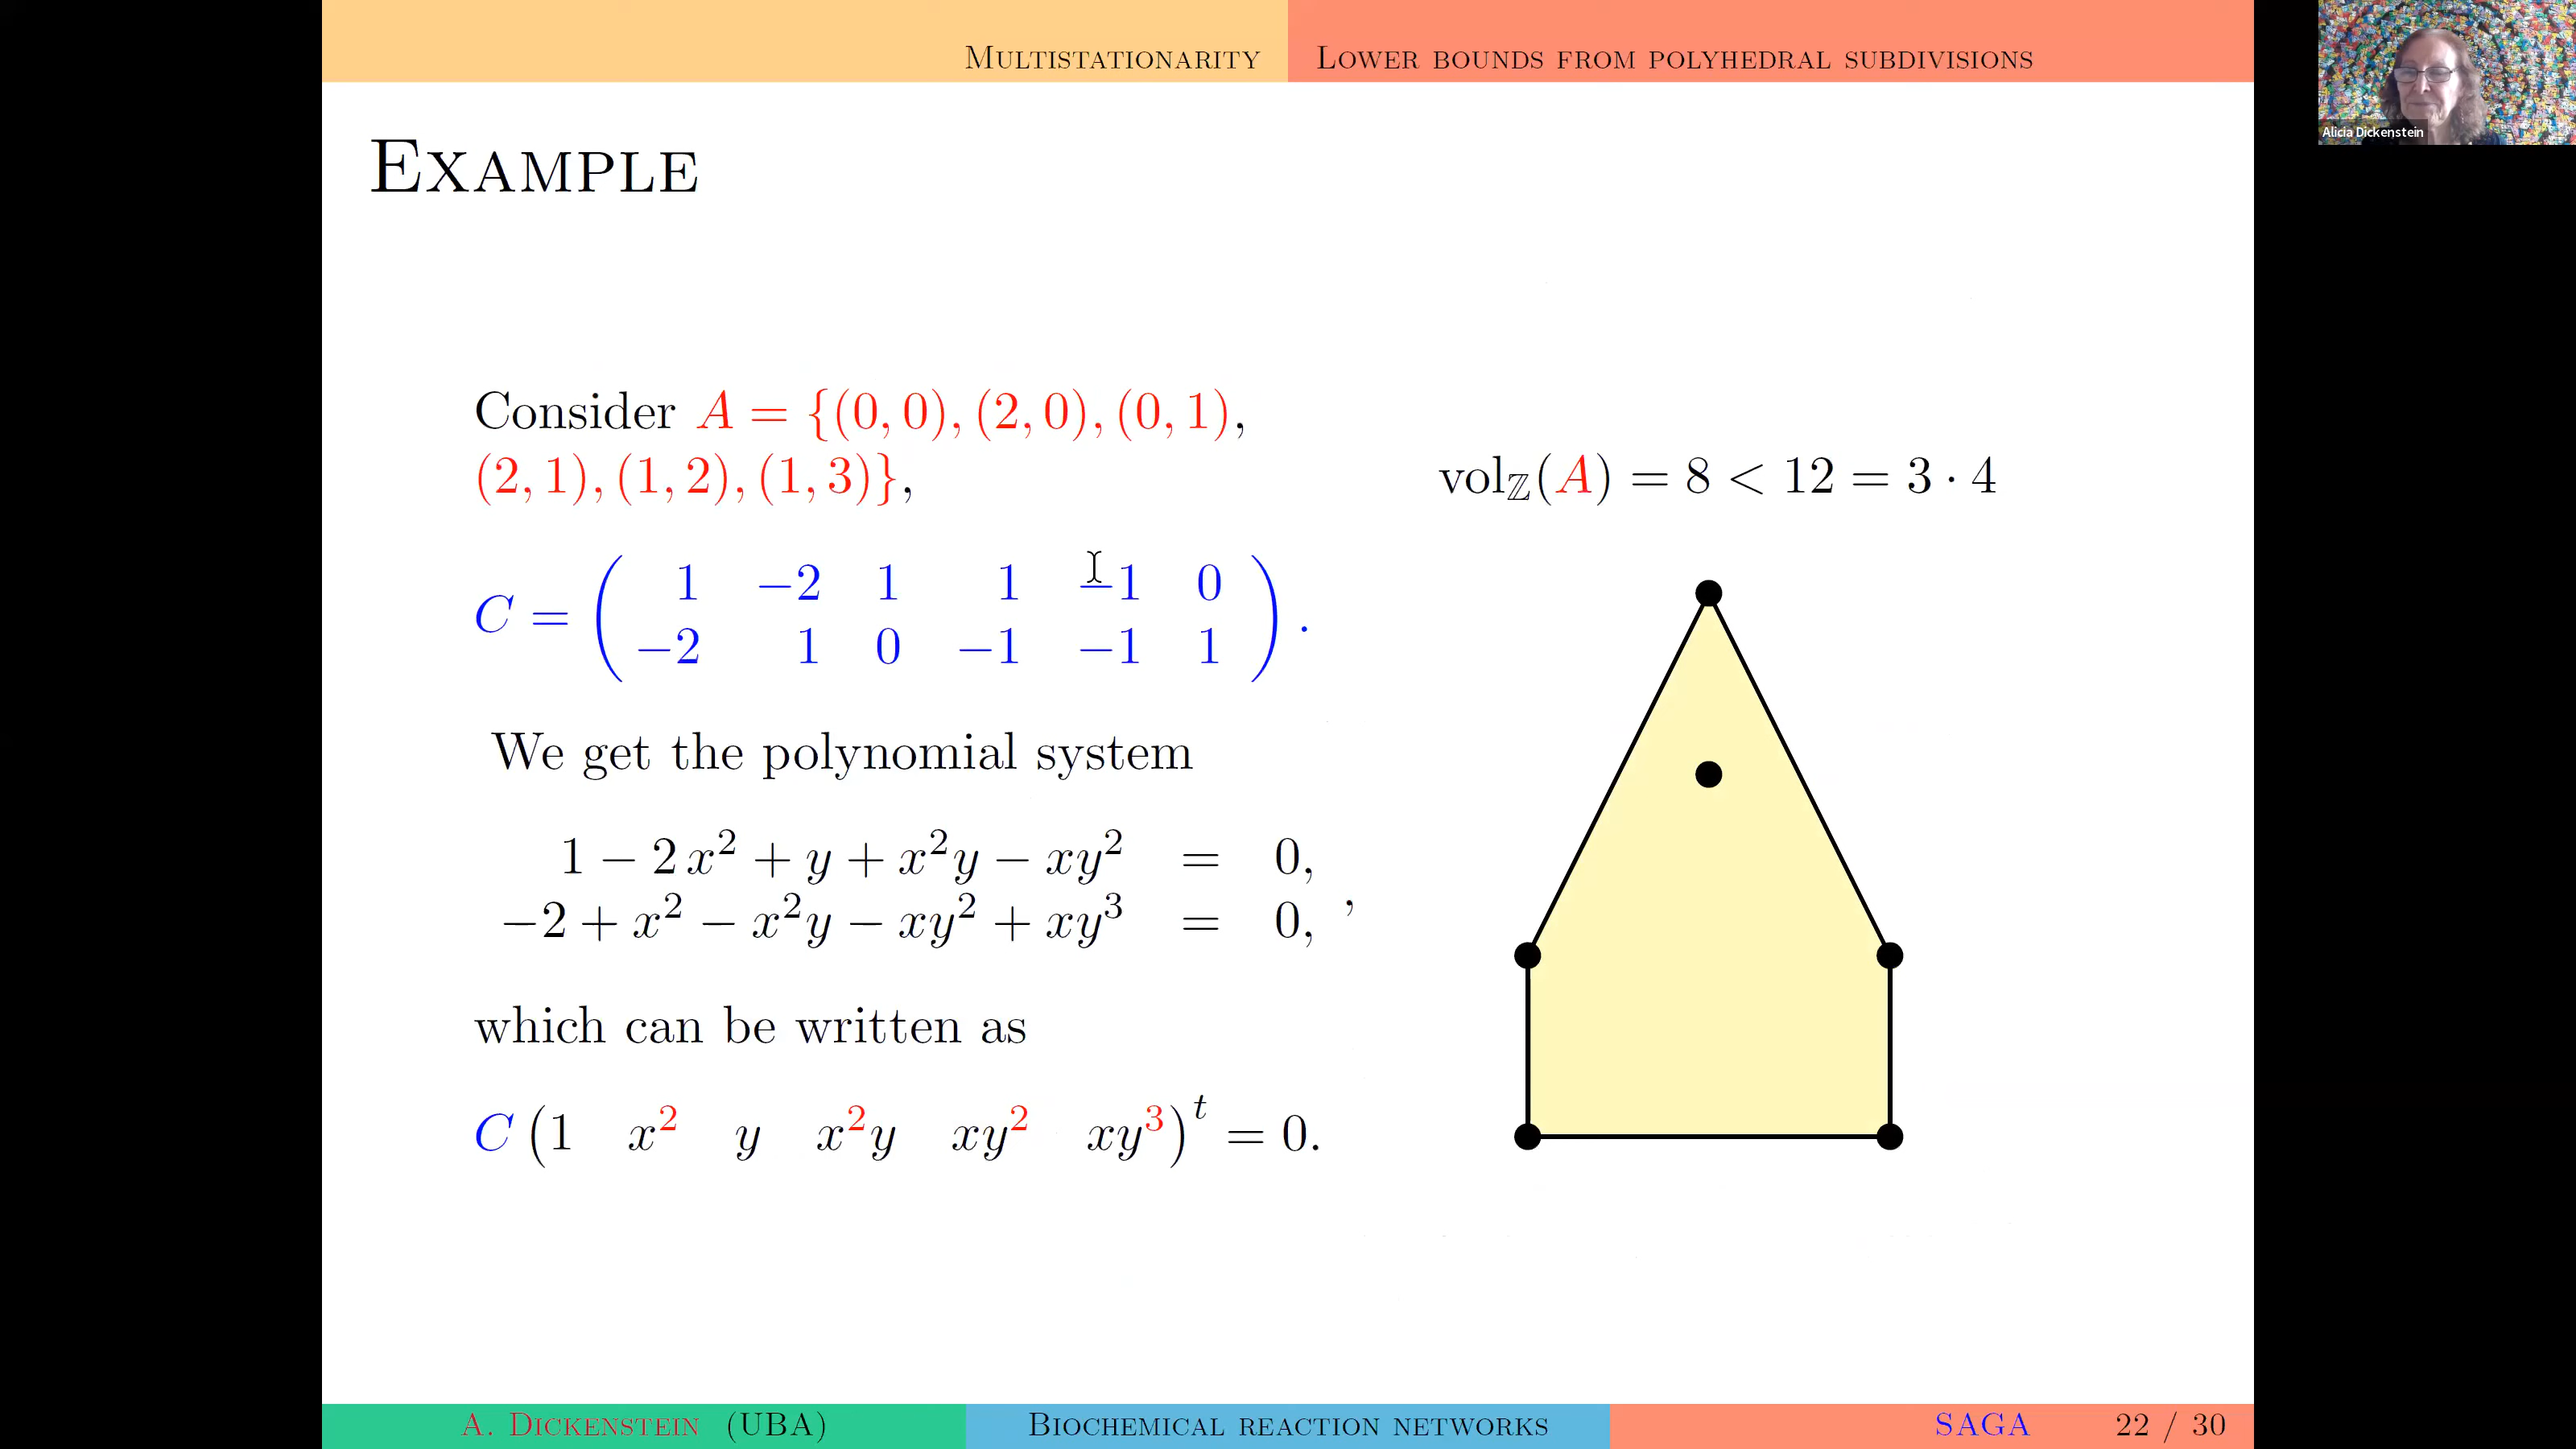 MULTISTATIONARITY LOWER BOUNDS FROM POLYHEDRAL SUBDIVISIONS
Alicia Dickenstein
EXAMPLE
Consider A = {(0, 0), (2, 0), (0, 1),
(2, 1), (1, 2), (1, 3)},
vol_ℤ(A) = 8 < 12 = 3 · 4
C = ( 1 −2 1 1 −1 0
−2 1 0 −1 −1 1 ) .
We get the polynomial system
1 − 2 x² + y + x²y − xy² = 0,
−2 + x² − x²y − xy² + xy³ = 0, ,
which can be written as
C (1 x² y x²y xy² xy³)ᵗ = 0.
A. DICKENSTEIN (UBA) BIOCHEMICAL REACTION NETWORKS SAGA 22 / 30